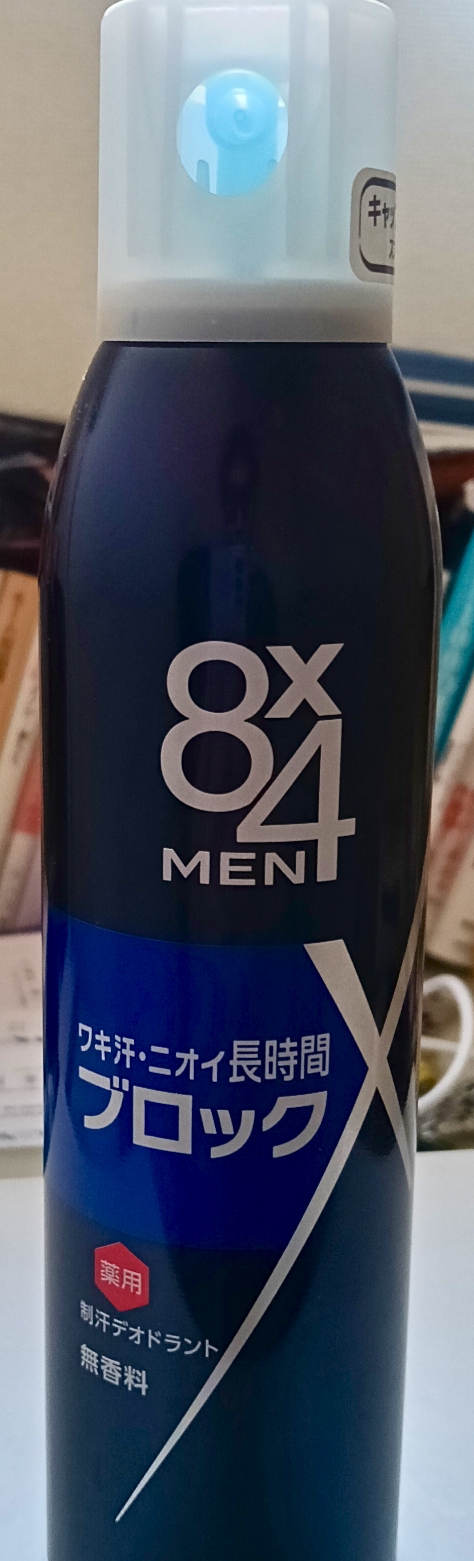 8x4
MEN
ワキ汗・ニオイ長時間
ブロック
薬用
制汗デオドラント
無香料